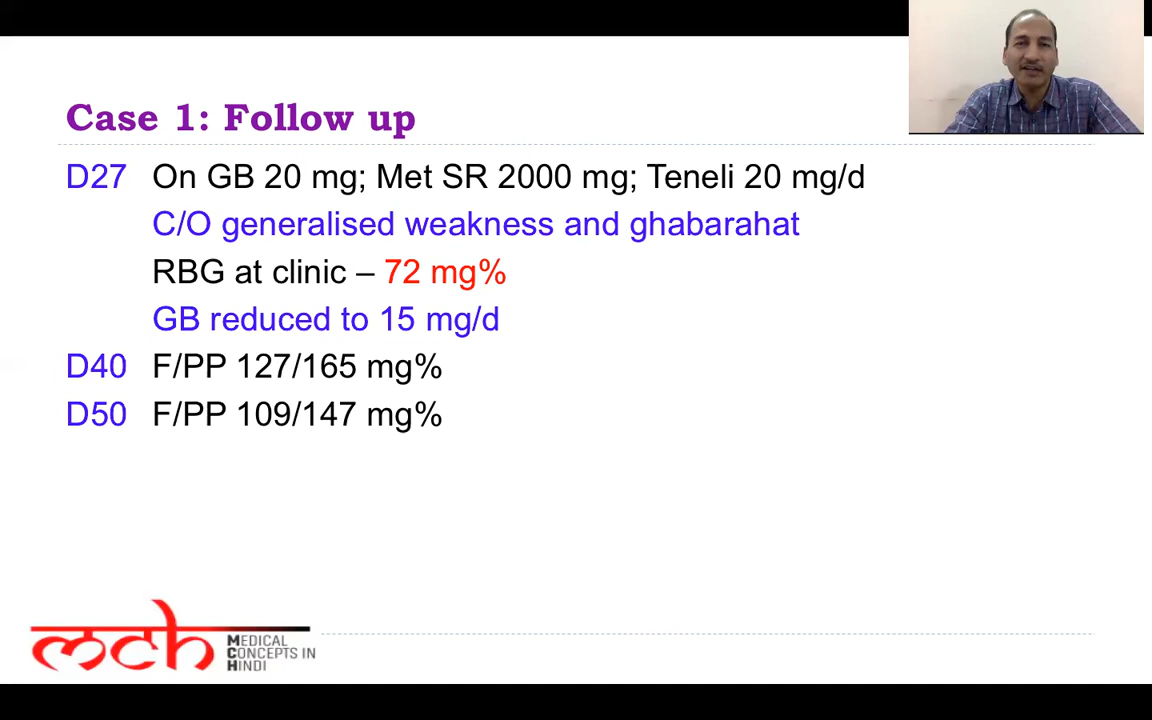 Case 1: Follow up
D27 On GB 20 mg; Met SR 2000 mg; Teneli 20 mg/d
C/O generalised weakness and ghabarahat
RBG at clinic – 72 mg%
GB reduced to 15 mg/d
D40 F/PP 127/165 mg%
D50 F/PP 109/147 mg%
mch
MEDICAL
CONCEPTS IN
HINDI